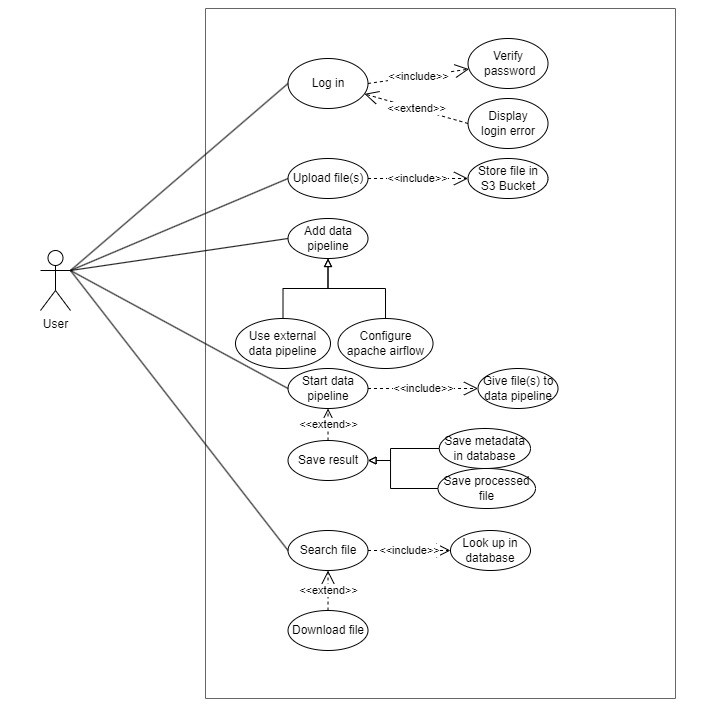 Log in
<<include>>
Verify
password
<<extend>>
Display
login error
Upload file(s)
<<include>>
Store file in
S3 Bucket
Add data
pipeline
User
Use external
data pipeline
Configure
apache airflow
Start data
pipeline
<<include>>
Give file(s) to
data pipeline
<<extend>>
Save result
Save metadata
in database
Save processed
file
Search file
<<include>>
Look up in
database
<<extend>>
Download file